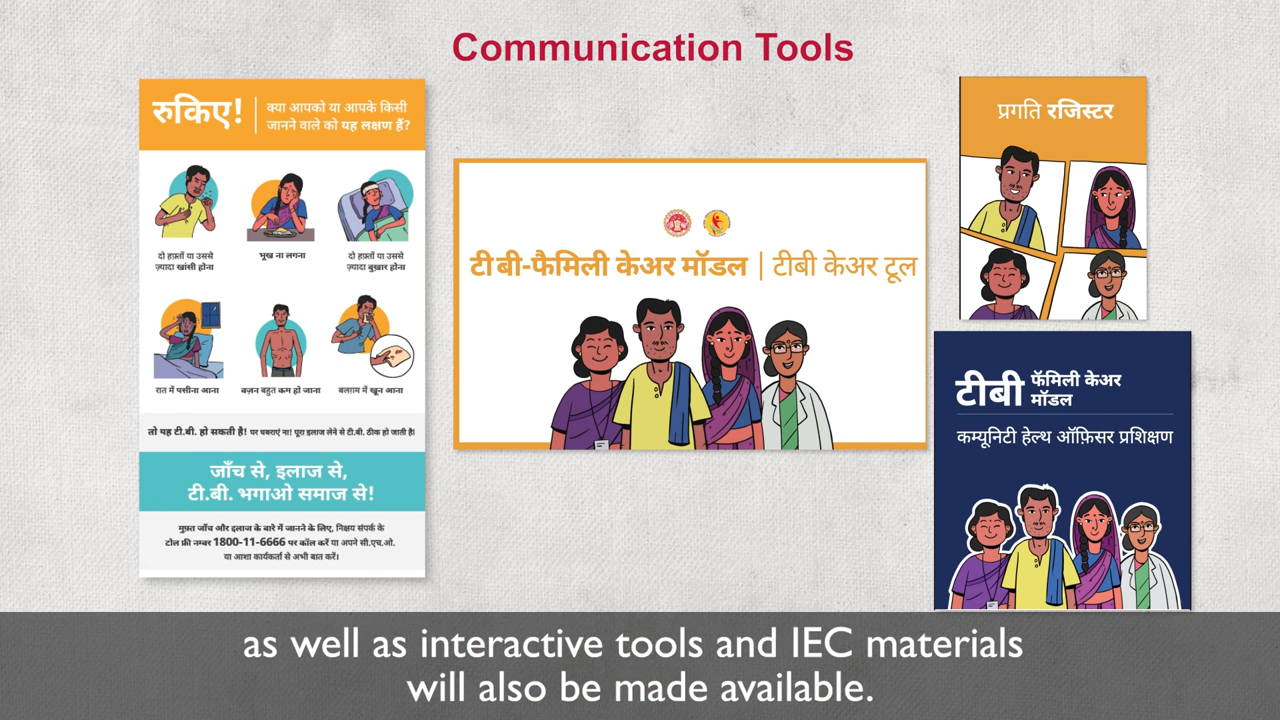 Communication Tools
रुकिए!
क्या आपको या आपके किसी
जानने वाले को यह लक्षण हैं?
दो हफ़्तों या उससे
ज़्यादा खांसी होना
भूख ना लगना
दो हफ़्तों या उससे
ज़्यादा बुख़ार होना
रात में पसीना आना
वज़न बहुत कम हो जाना
बलग़म में खून आना
तो यह टी.बी. हो सकती है! पर घबराएं ना! पूरा इलाज लेने से टी.बी. ठीक हो जाती है!
जाँच से, इलाज से,
टी.बी. भगाओ समाज से!
मुफ़्त जाँच और इलाज के बारे में जानने के लिए, निक्षय संपर्क के
टोल फ्री नम्बर 1800-11-6666 पर कॉल करें या अपने सी.एच.ओ.
या आशा कार्यकर्ता से अभी बात करें।
टीबी-फैमिली केअर मॉडल | टीबी केअर टूल
प्रगति रजिस्टर
टीबी फॅमिली केअर
मॉडल
कम्यूनिटी हेल्थ ऑफ़िसर प्रशिक्षण
as well as interactive tools and IEC materials
will also be made available.